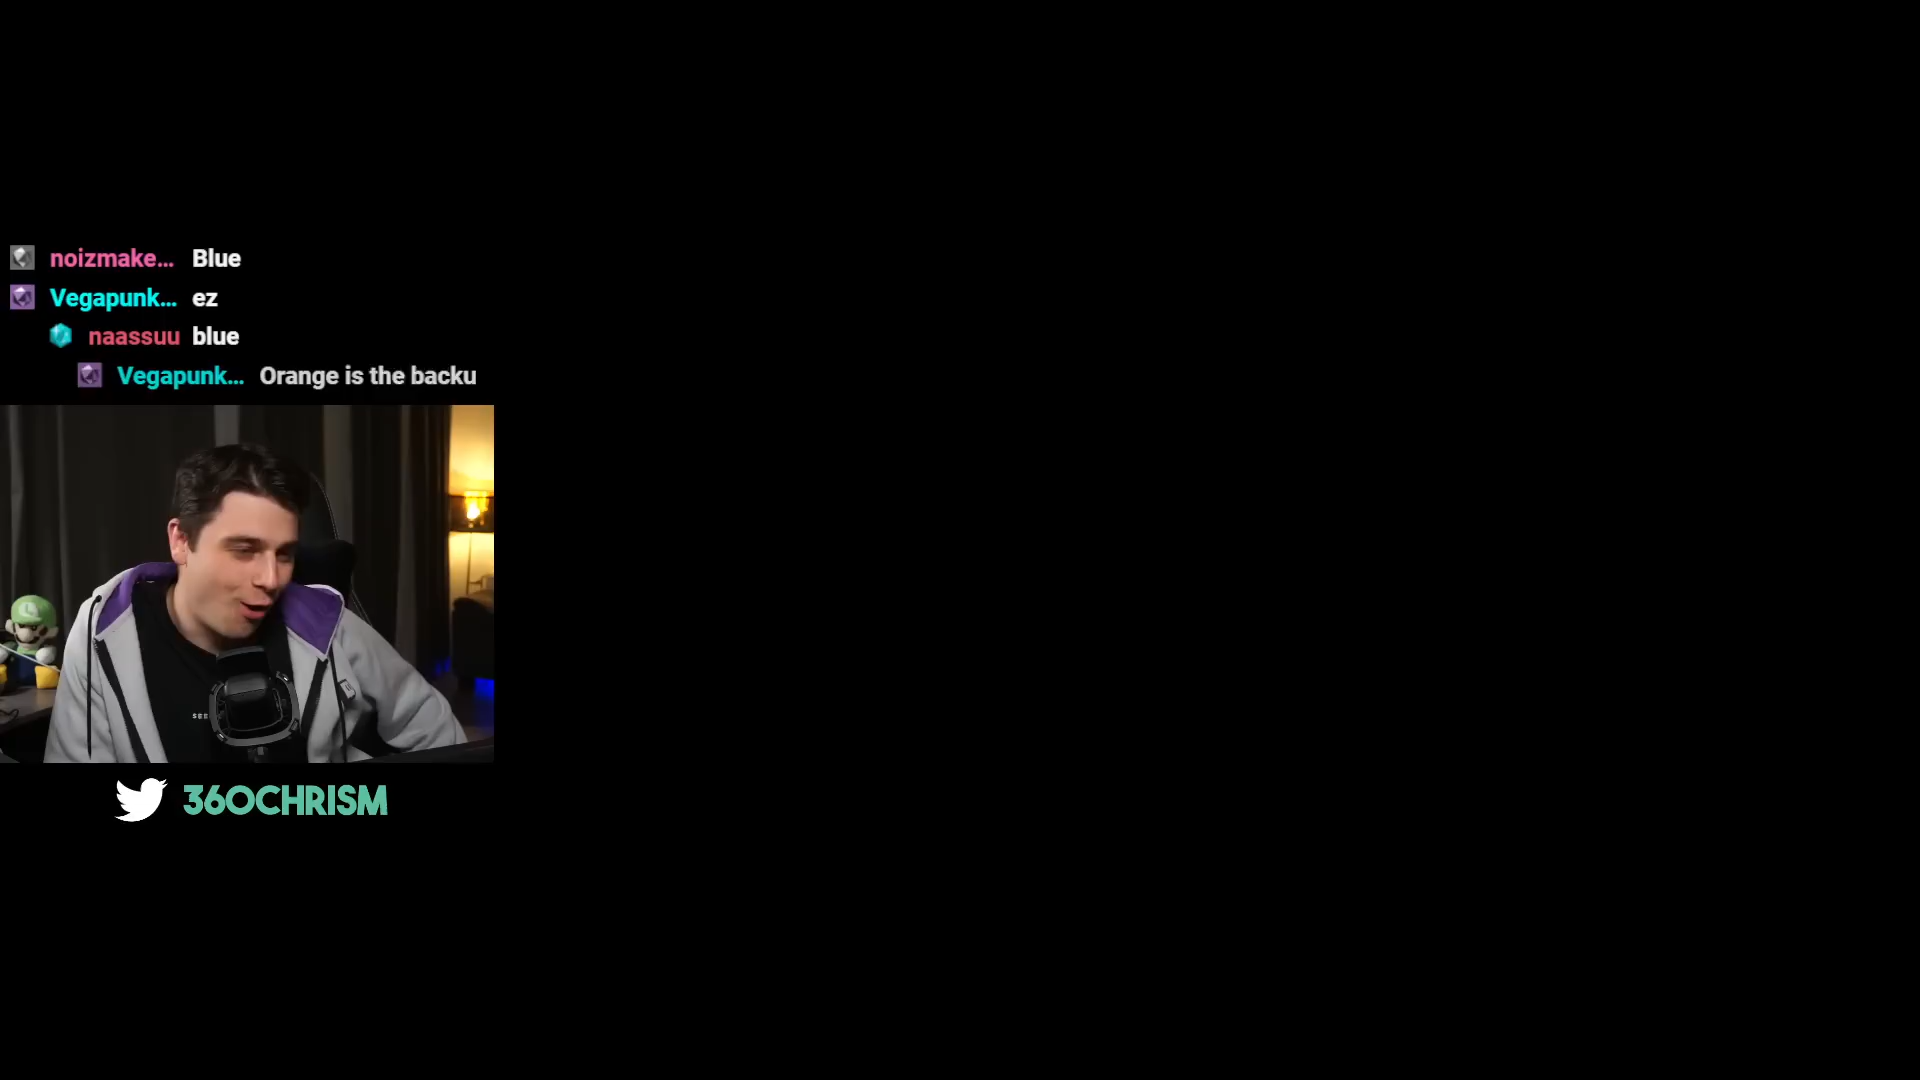 noizmake... Blue
Vegapunk... ez
naassuu blue
Vegapunk... Orange is the backu
360CHRISM